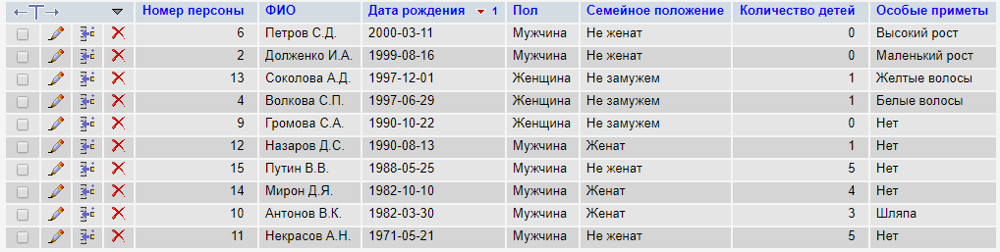 Номер персоны ФИО Дата рождения 1 Пол Семейное положение Количество детей Особые приметы
6 Петров С.Д. 2000-03-11 Мужчина Не женат 0 Высокий рост
2 Долженко И.А. 1999-08-16 Мужчина Не женат 0 Маленький рост
13 Соколова А.Д. 1997-12-01 Женщина Не замужем 1 Желтые волосы
4 Волкова С.П. 1997-06-29 Женщина Не замужем 1 Белые волосы
9 Громова С.А. 1990-10-22 Женщина Не замужем 0 Нет
12 Назаров Д.С. 1990-08-13 Мужчина Женат 1 Нет
15 Путин В.В. 1988-05-25 Мужчина Не женат 5 Нет
14 Мирон Д.Я. 1982-10-10 Мужчина Женат 4 Нет
10 Антонов В.К. 1982-03-30 Мужчина Женат 3 Шляпа
11 Некрасов А.Н. 1971-05-21 Мужчина Не женат 5 Нет